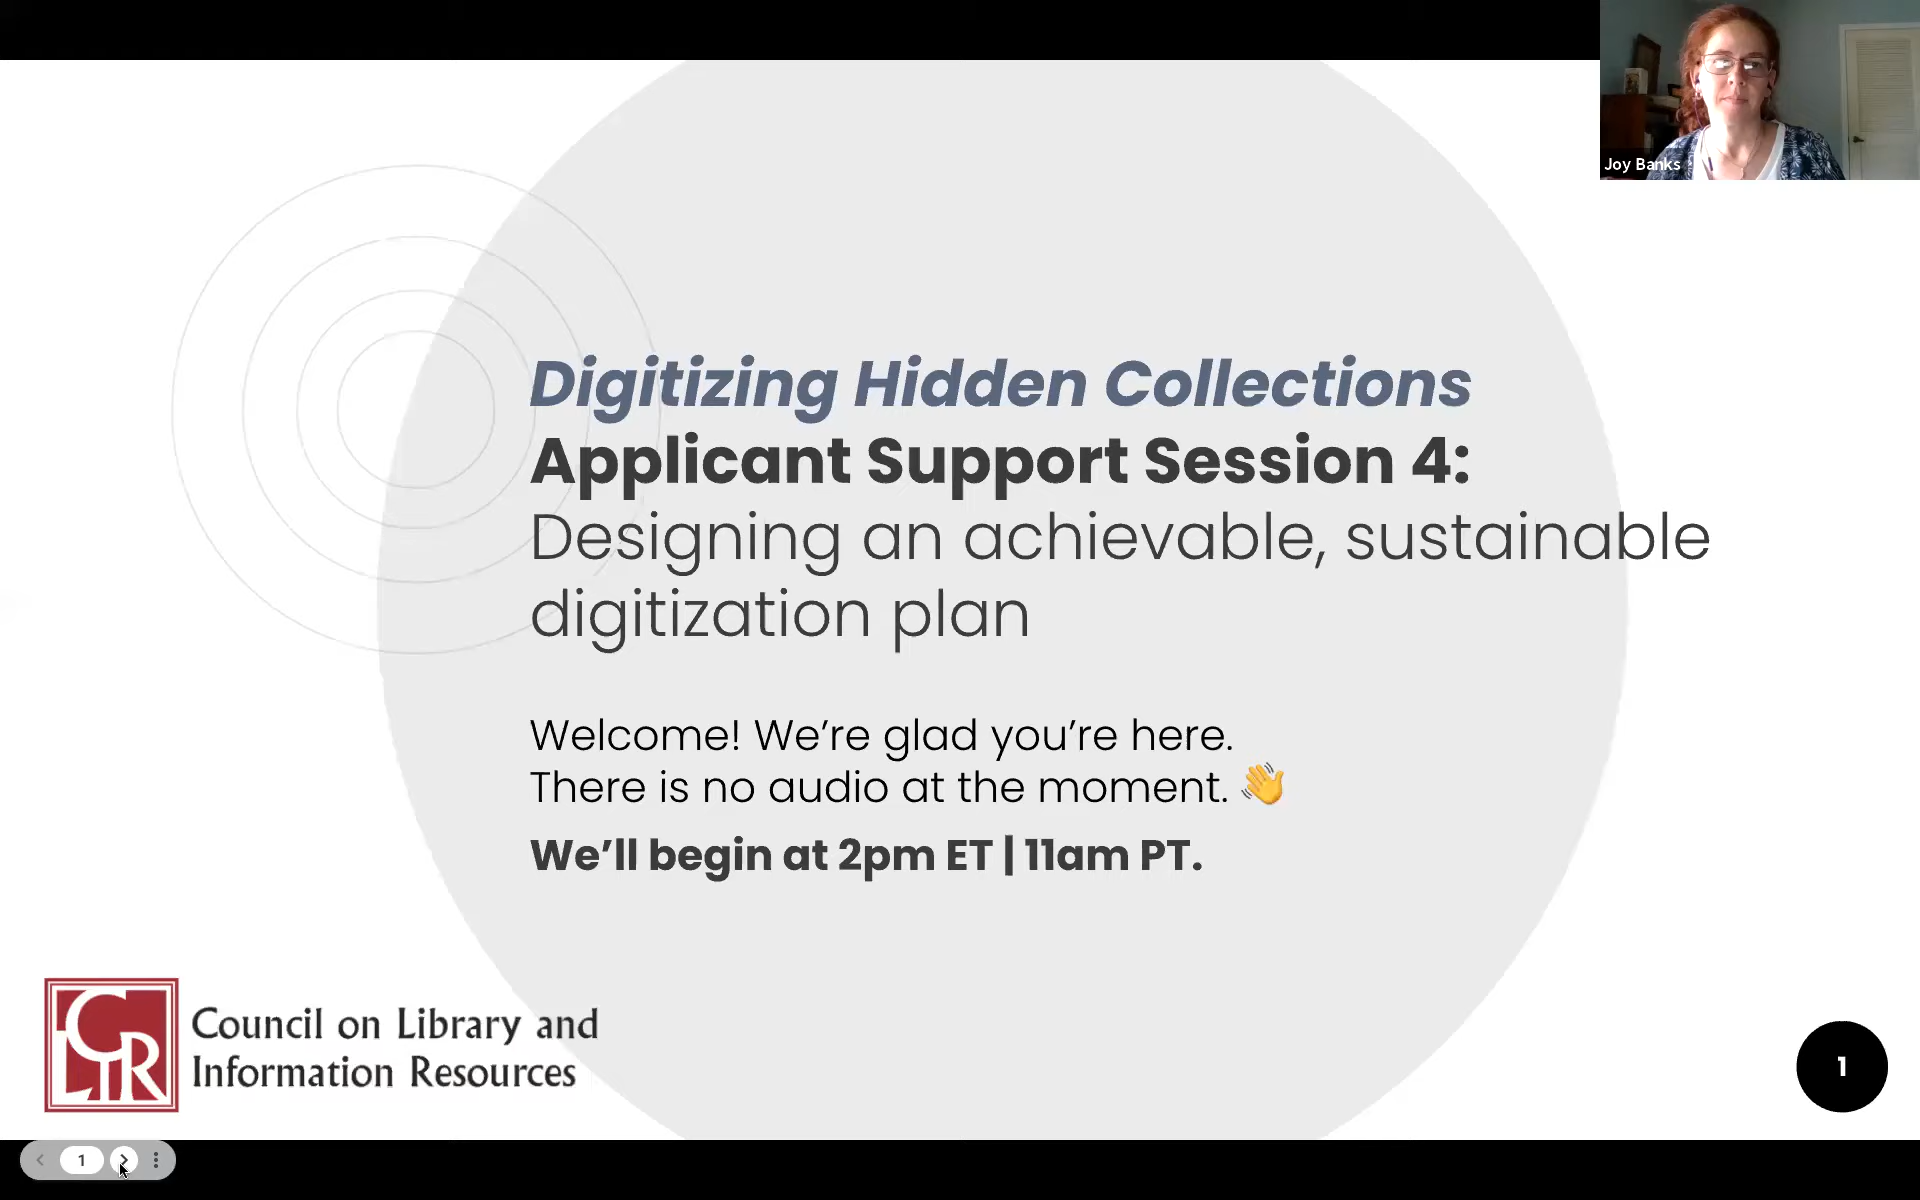 Joy Banks
Digitizing Hidden Collections
Applicant Support Session 4:
Designing an achievable, sustainable
digitization plan
Welcome! We’re glad you’re here.
There is no audio at the moment. 👋
We’ll begin at 2pm ET | 11am PT.
CLIR
Council on Library and
Information Resources
1
1